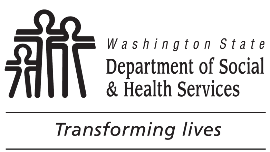 Washington State
Department of Social
& Health Services
Transforming lives